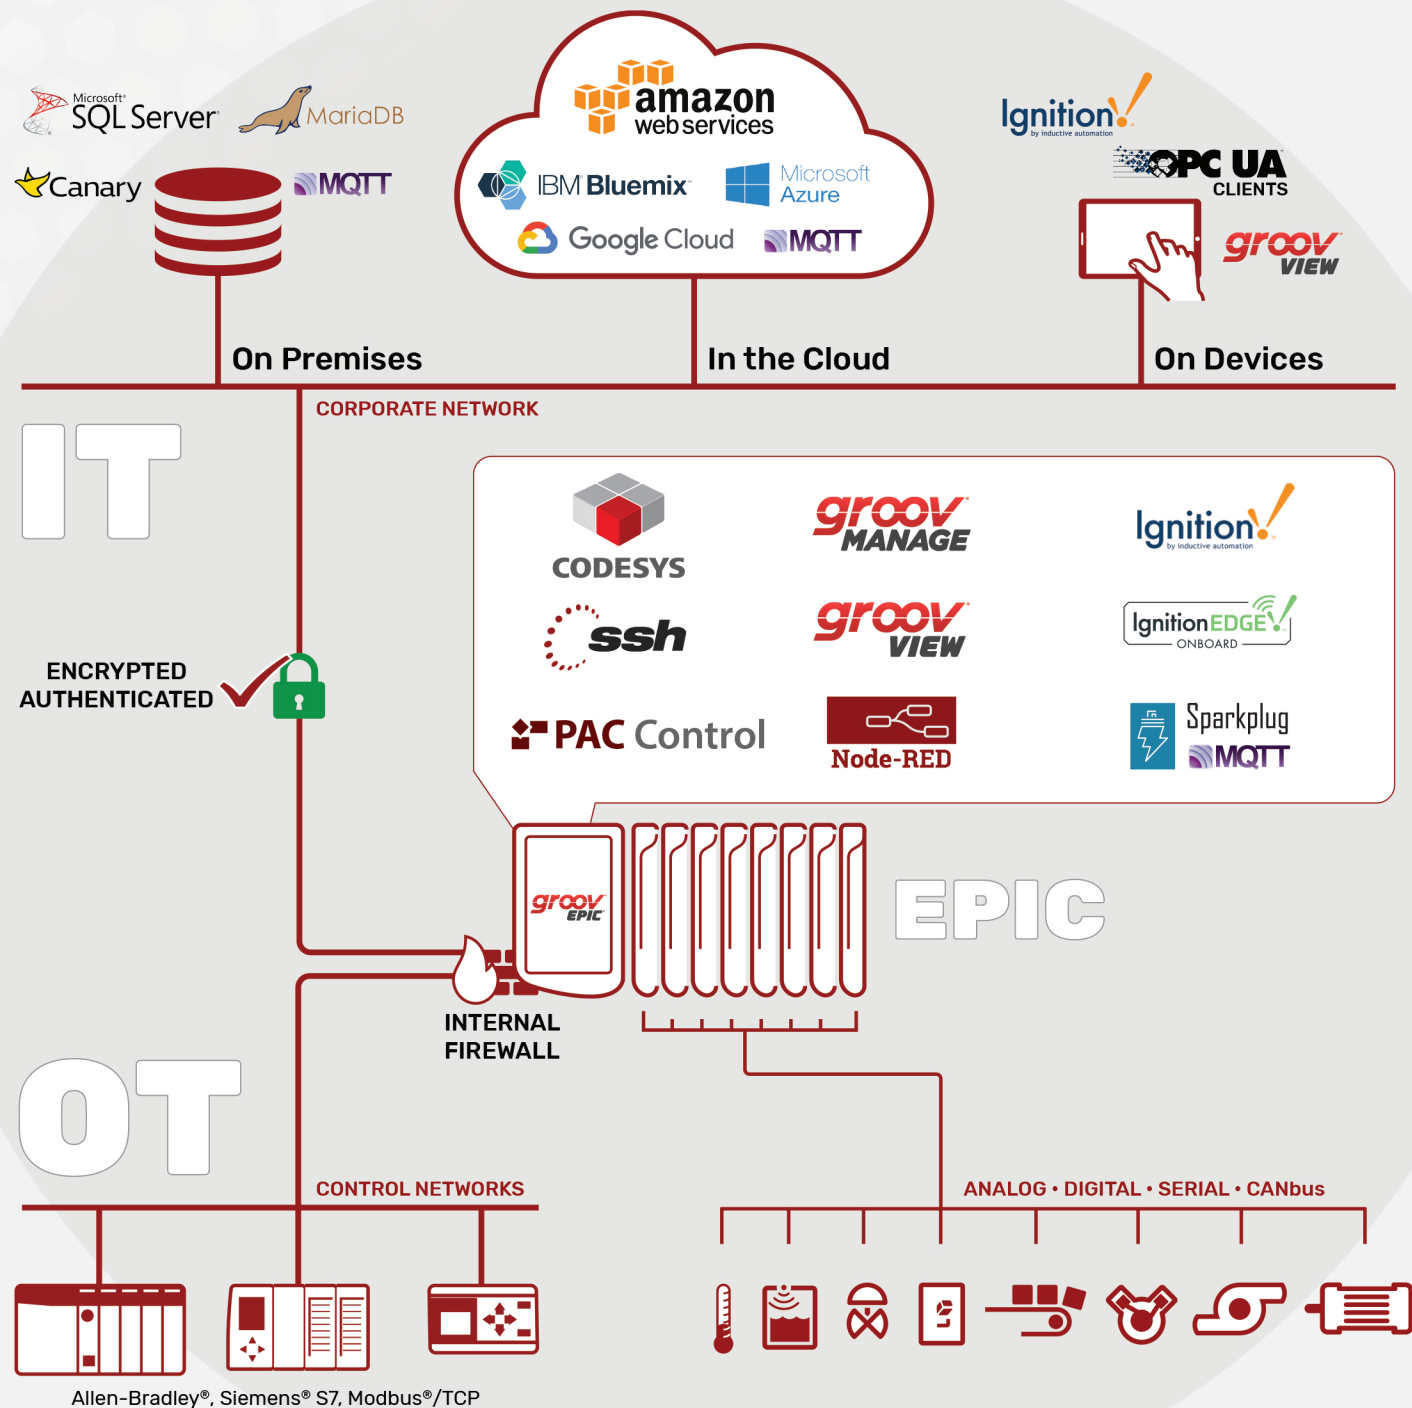 Microsoft®
SQL Server®
MariaDB
Canary
MQTT
amazon
web services
IBM Bluemix™
Microsoft
Azure
Google Cloud
MQTT
Ignition!
by inductive automation
OPC UA
CLIENTS
groov
VIEW
On Premises
In the Cloud
On Devices
CORPORATE NETWORK
IT
CODESYS
groov®
MANAGE
Ignition!
by inductive automation
ssh
groov®
VIEW
Ignition EDGE!
ONBOARD
ENCRYPTED
AUTHENTICATED
PAC Control
Node-RED
Sparkplug
MQTT
groov
EPIC
EPIC
INTERNAL
FIREWALL
OT
CONTROL NETWORKS
ANALOG • DIGITAL • SERIAL • CANbus
Allen-Bradley®, Siemens® S7, Modbus®/TCP